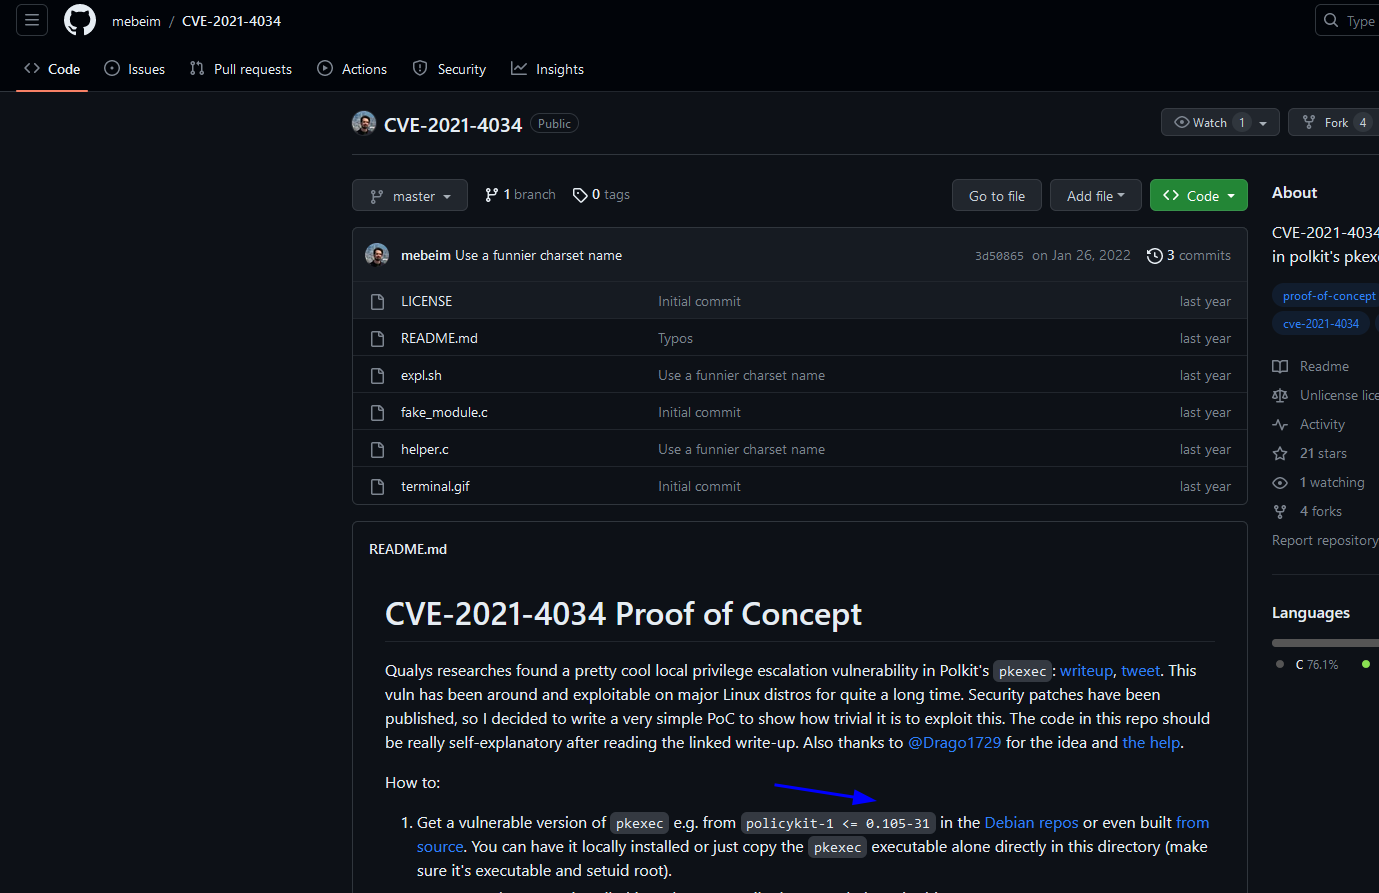 mebeim / CVE-2021-4034
Type
Code Issues Pull requests Actions Security Insights
CVE-2021-4034 Public
Watch 1 Fork 4
master 1 branch 0 tags Go to file Add file Code
mebeim Use a funnier charset name 3d50865 on Jan 26, 2022 3 commits
LICENSE Initial commit last year
README.md Typos last year
expl.sh Use a funnier charset name last year
fake_module.c Initial commit last year
helper.c Use a funnier charset name last year
terminal.gif Initial commit last year
README.md
CVE-2021-4034 Proof of Concept
Qualys researches found a pretty cool local privilege escalation vulnerability in Polkit's pkexec: writeup, tweet. This
vuln has been around and exploitable on major Linux distros for quite a long time. Security patches have been
published, so I decided to write a very simple PoC to show how trivial it is to exploit this. The code in this repo should
be really self-explanatory after reading the linked write-up. Also thanks to @Drago1729 for the idea and the help.
How to:
1. Get a vulnerable version of pkexec e.g. from policykit-1 <= 0.105-31 in the Debian repos or even built from
source. You can have it locally installed or just copy the pkexec executable alone directly in this directory (make
sure it's executable and setuid root).
About
CVE-2021-4034
in polkit's pkex
proof-of-concept
cve-2021-4034
Readme
Unlicense lice
Activity
21 stars
1 watching
4 forks
Report repository
Languages
C 76.1%